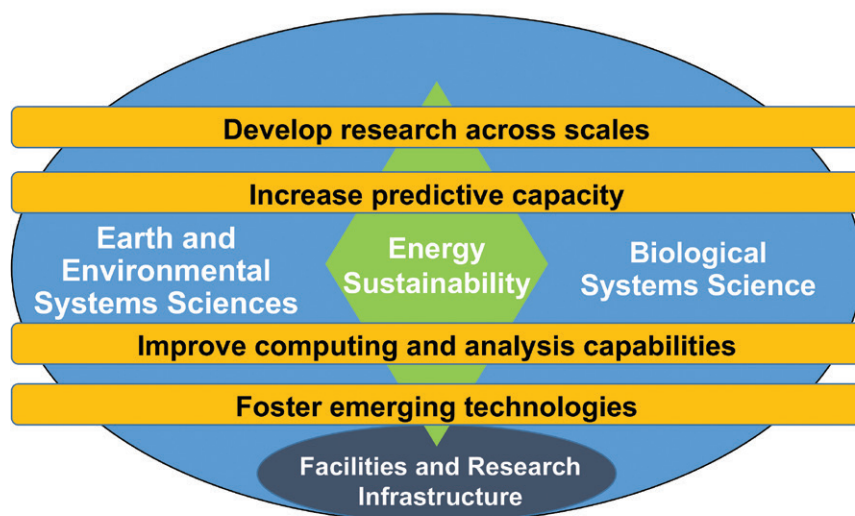 Develop research across scales
Increase predictive capacity
Earth and
Environmental
Systems Sciences
Energy
Sustainability
Biological
Systems Science
Improve computing and analysis capabilities
Foster emerging technologies
Facilities and Research
Infrastructure